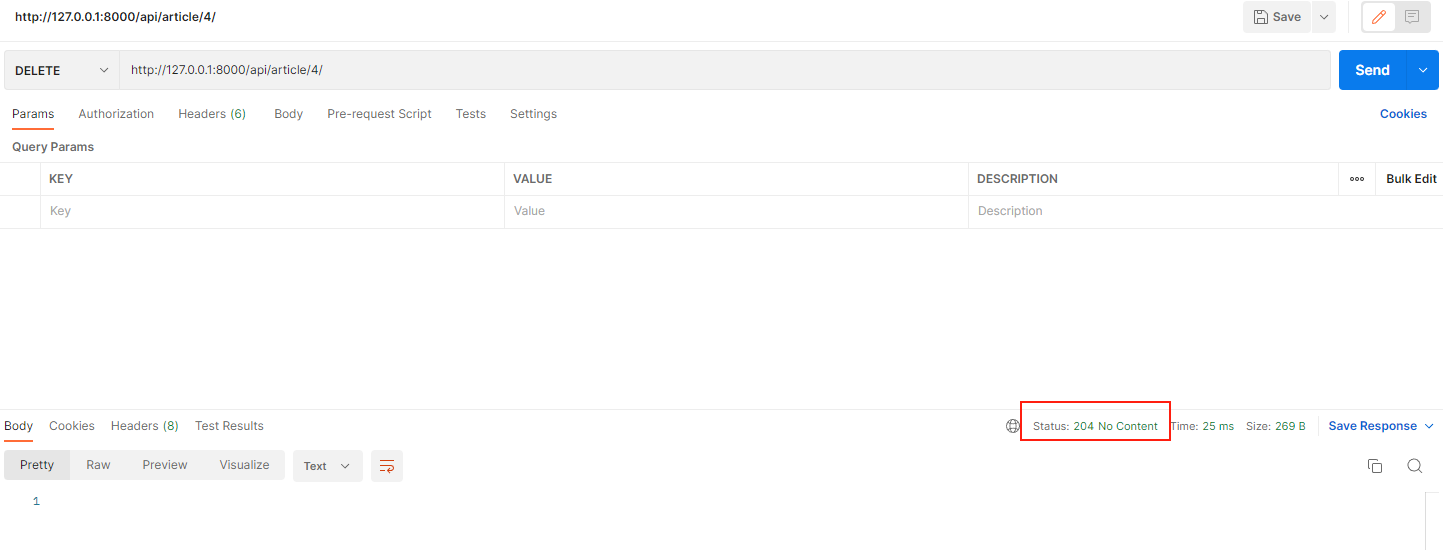 http://127.0.0.1:8000/api/article/4/ Save
DELETE http://127.0.0.1:8000/api/article/4/ Send
Params Authorization Headers (6) Body Pre-request Script Tests Settings Cookies
Query Params
KEY VALUE DESCRIPTION Bulk Edit
Key Value Description
Body Cookies Headers (8) Test Results Status: 204 No Content Time: 25 ms Size: 269 B Save Response
Pretty Raw Preview Visualize Text
1